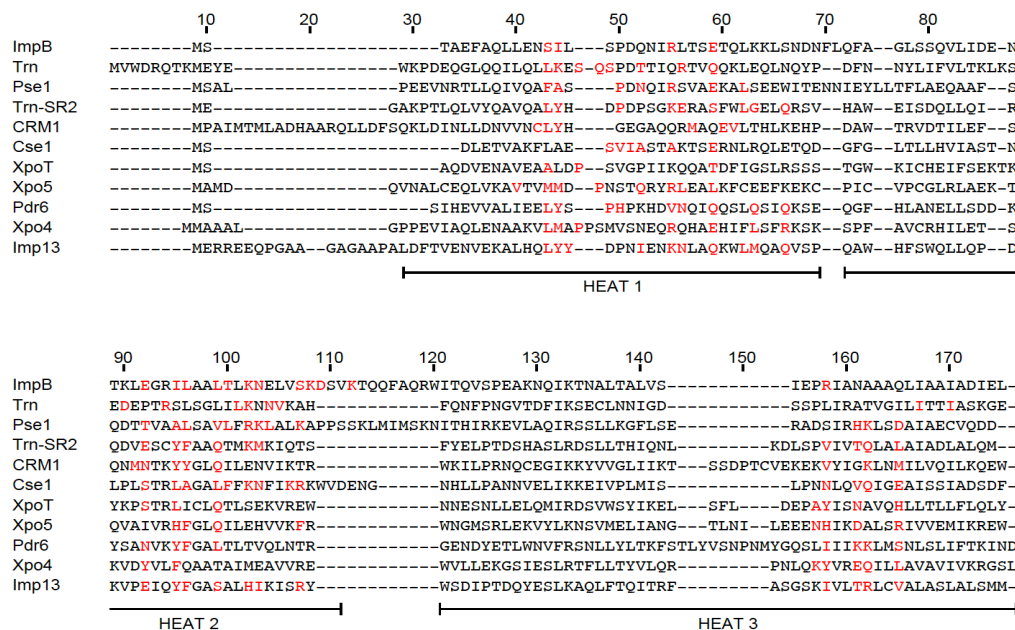 10 20 30 40 50 60 70 80
ImpB --------MS---------------------TAEFAQLLENSIL---SPDQNIRLTSETQLKKLSNDNFLQFA--GLSSQVLIDE-N
Trn MVWDRQTKMEYE--------------------WKPDEQGLQQILQLLKES-QSPDTTIQRTVQQKLEQLNQYP--DFN--NYLIFVLTKLKS
Pse1 --------MSAL----------------PEEVNRTLLQIVQAFAS----PDNQIRSVAEKALSEEWITENNIEYLLTFLAEQAAF---S
Trn-SR2 --------ME------------------GAKPTLQLVYQAVQALYH---DPDPSGKERASFWLGELQRSV--HAW--EISDQLLQI--R
CRM1 --------MPAIMTMLADHAARQLLDFSQKLDINLLDNVVNCLYH---GEGAQQRMAQEVLTHLKEHP--DAW--TRVDTILEF--S
Cse1 --------MS-----------------------DLETVAKFLAE----SVIASTAKTSERNLRQLETQD--GFG--LTLLHVIAST-N
XpoT --------MS---------------------AQDVENAVEAALDP---SVGPIIKQQATDFIGSLRSSS--TGW--KICHEIFSEKTK
Xpo5 --------MAMD---------------QVNALCEQLVKAVTVMMD--PNSTQRYRLEALKFCEEFKEKC--PIC--VPCGLRLAEK-T
Pdr6 --------MS--------------------SIHEVVALIEELYS---PHPKHDVNQIQQSLQSIQKSE--QGF--HLANELLSDD--K
Xpo4 -------MMAAAL---------------GPPEVIAQLENAAKVLMAPPSMVSNEQRQHAEHIFLSFRKSK--SPF--AVCRHILET--S
Imp13 --------MERREEQPGAA--GAGAAPALDFTVENVEKALHQLYY---DPNIENKNLAQKWLMQAQVSP--QAW--HFSWQLLQP--D
HEAT 1
90 100 110 120 130 140 150 160 170
ImpB TKLEGRILAALTLKNELVSKDSVKTQQFAQRWITQVSPEAKNQIKTNALTALVS------------IEPRIANAAAQLIAAIADIEL-
Trn EDEPTRSLSGLILKNNVKAH-----------FQNFPNGVTDFIKSECLNNIGD-------------SSPLIRATVGILITTIASKGE-
Pse1 QDTTVAALSAVLFRKLALKAPPSSKLMIMSKNITHIRKEVLAQIRSSLLKGFLSE-----------RADSIRHKLSDAIAECVQDD---
Trn-SR2 QDVESCYFAAQTMKMKIQTS-----------FYELPTDSHASLRDSLLTHIQNL--------KDLSPVIVTQLALAIADLALQM----
CRM1 QNMNTKYYGLQILENVIKTR-----------WKILPRNQCEGIKKYVVGLIIKT---SSDPTCVEKEKVYIGKLNMILVQILKQEW--
Cse1 LPLSTRLAGALFFKNFIKRKWVDENG------NHLLPANNVELIKKEIVPLMIS------------LPNNLQVQIGEAISSIADSDF-
XpoT YKPSTRLICLQTLSEKVREW-----------NNESNLLELQMIRDSVWSYIKEL---SFL---DEPAYISNNAVQHLITLLFLQLY--
Xpo5 QVAIVRHFGLQILEHVVKFR-----------WNGMSRLEKVYLKNSVMELIANG---TLNI--LEEENHIKDALSRIVVEMIKREW--
Pdr6 YSANVKYFGALTLTVQLNTR-----------GENDYETLWNVFRSNLLYLTKFSTLYVSNPNMYGQSLIIIKKLMSNLSLIFTKIND
Xpo4 KVDYVLFQAATAIMEAVVRE-----------WVLLEKGSIESLRTFLLTYVLQR---------PNLQKYVREQILLAVAVIVKRGSL
Imp13 KVPEIQYFGASALHIKISRY-----------WSDIPTDQYESLKAQLFTQITRF---------ASGSKIVLTRLCVALASLALSMM--
HEAT 2 HEAT 3